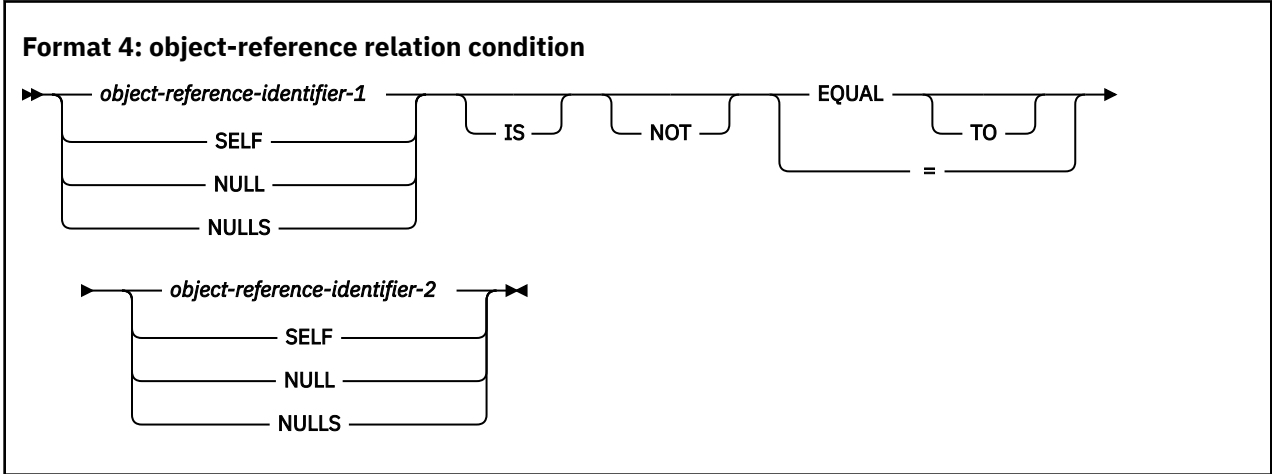 Format 4: object-reference relation condition
object-reference-identifier-1 EQUAL
IS NOT TO
SELF
=
NULL
NULLS
object-reference-identifier-2
SELF
NULL
NULLS